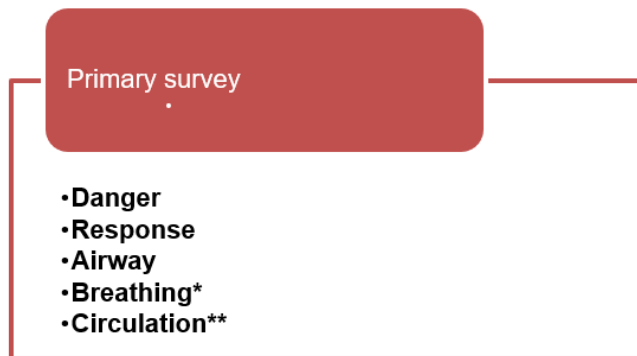 Primary survey
•
•Danger
•Response
•Airway
•Breathing*
•Circulation**